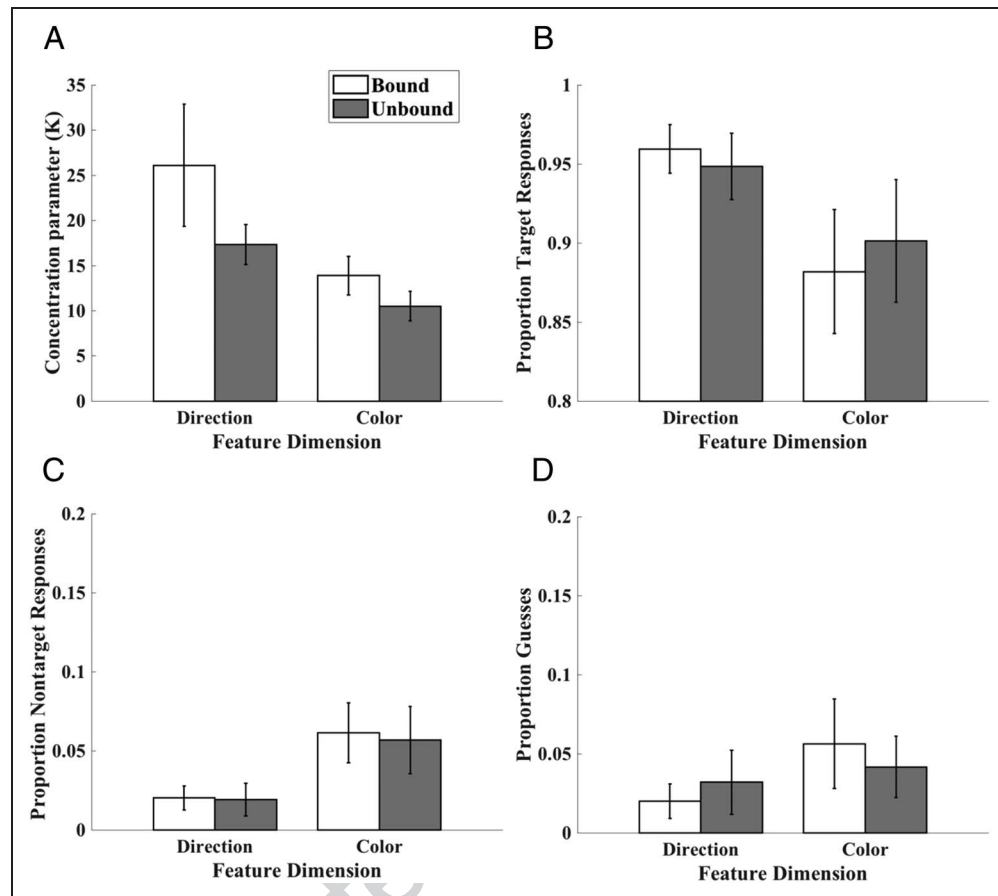 A
Concentration parameter (K)
35
30
25
20
15
10
5
0
Bound
Unbound
Direction
Color
Feature Dimension
B
Proportion Target Responses
1
0.95
0.9
0.85
0.8
Direction
Color
Feature Dimension
C
Proportion Nontarget Responses
0.2
0.15
0.1
0.05
0
Direction
Color
Feature Dimension
D
Proportion Guesses
0.2
0.15
0.1
0.05
0
Direction
Color
Feature Dimension